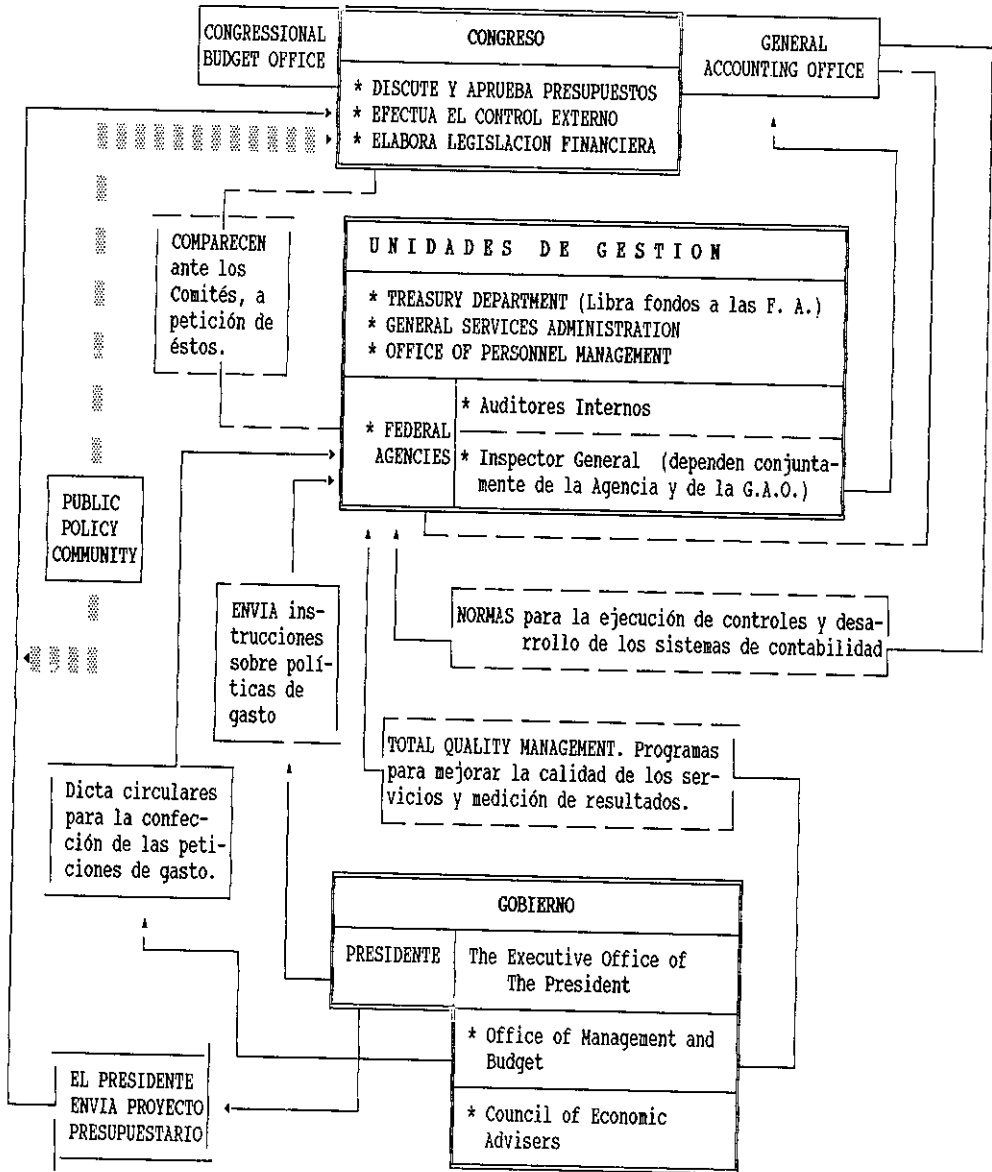 CONGRESSIONAL
BUDGET OFFICE
CONGRESO
* DISCUTE Y APRUEBA PRESUPUESTOS
* EFECTUA EL CONTROL EXTERNO
* ELABORA LEGISLACION FINANCIERA
GENERAL
ACCOUNTING OFFICE
COMPARECEN
ante los
Comités, a
petición de
éstos.
UNIDADES DE GESTION
* TREASURY DEPARTMENT (Libra fondos a las F. A.)
* GENERAL SERVICES ADMINISTRATION
* OFFICE OF PERSONNEL MANAGEMENT
* FEDERAL
AGENCIES
* Auditores Internos
* Inspector General (dependen conjunta-
mente de la Agencia y de la G.A.O.)
PUBLIC
POLICY
COMMUNITY
ENVIA ins-
trucciones
sobre polí-
ticas de
gasto
NORMAS para la ejecución de controles y desa-
rrollo de los sistemas de contabilidad
TOTAL QUALITY MANAGEMENT. Programas
para mejorar la calidad de los ser-
vicios y medición de resultados.
Dicta circulares
para la confec-
ción de las peti-
ciones de gasto.
GOBIERNO
PRESIDENTE
The Executive Office of
The President
* Office of Management and
Budget
* Council of Economic
Advisers
EL PRESIDENTE
ENVIA PROYECTO
PRESUPUESTARIO